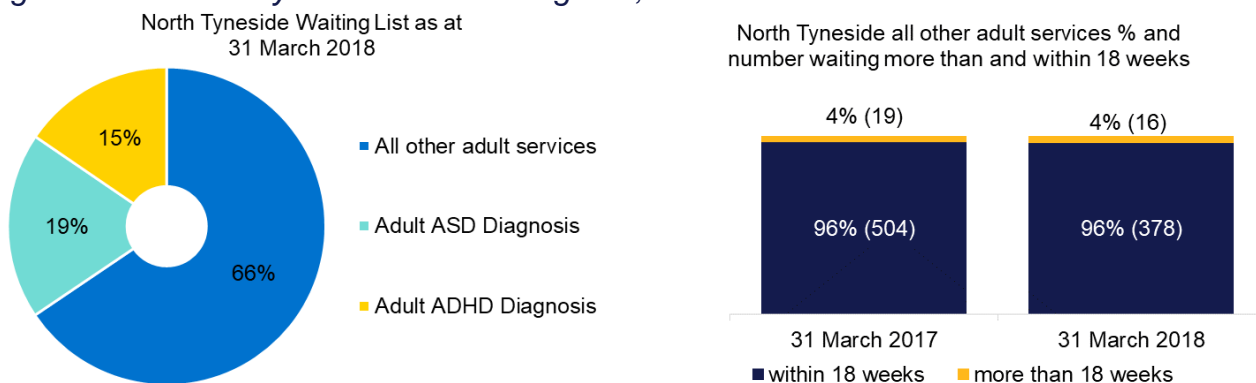 North Tyneside Waiting List as at
31 March 2018
15%
19%
66%
All other adult services
Adult ASD Diagnosis
Adult ADHD Diagnosis
North Tyneside all other adult services % and
number waiting more than and within 18 weeks
4% (19)
4% (16)
96% (504)
96% (378)
31 March 2017
31 March 2018
within 18 weeks
more than 18 weeks